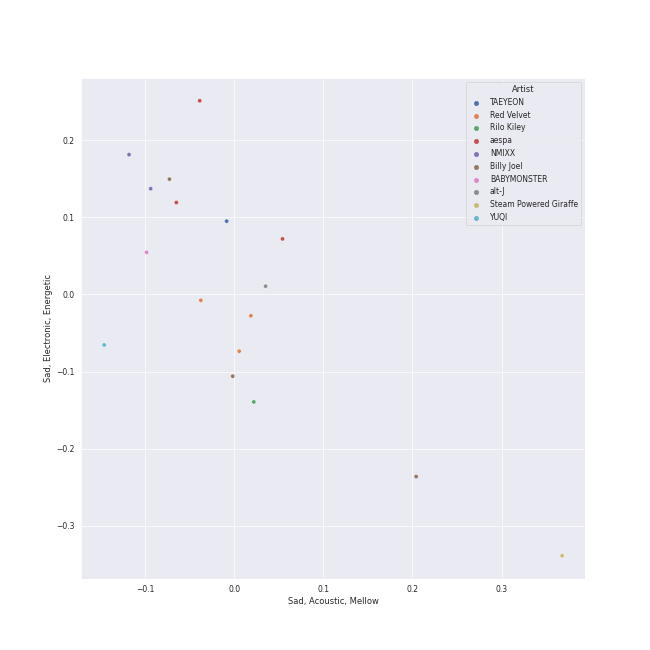 Artist
TAEYEON
Red Velvet
Rilo Kiley
aespa
NMIXX
Billy Joel
BABYMONSTER
alt-J
Steam Powered Giraffe
YUQI
0.2
0.1
0.0
−0.1
−0.2
−0.3
Sad, Electronic, Energetic
−0.1 0.0 0.1 0.2 0.3
Sad, Acoustic, Mellow